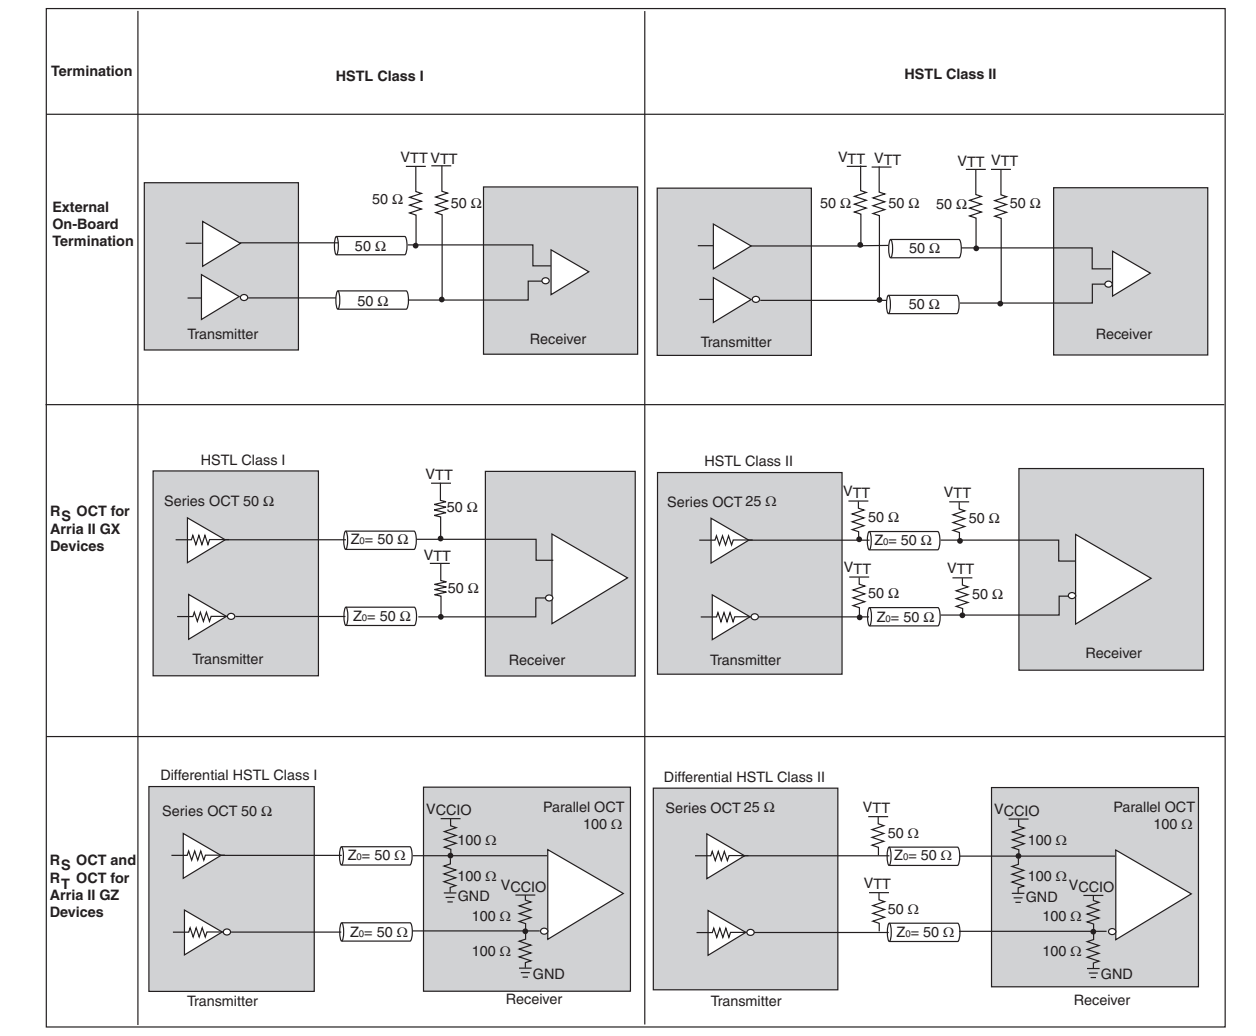 Termination
HSTL Class I
HSTL Class II
External
On-Board
Termination
VTT VTT
50 Ω
50 Ω
50 Ω
50 Ω
Transmitter
Receiver
VTT VTT
VTT VTT
50 Ω
50 Ω
50 Ω
50 Ω
50 Ω
50 Ω
Transmitter
Receiver
RS OCT for
Arria II GX
Devices
HSTL Class I
Series OCT 50 Ω
VTT
50 Ω
Z0= 50 Ω
VTT
50 Ω
Z0= 50 Ω
Transmitter
Receiver
HSTL Class II
Series OCT 25 Ω
VTT
50 Ω
VTT
50 Ω
Z0= 50 Ω
VTT
50 Ω
VTT
50 Ω
Z0= 50 Ω
Transmitter
Receiver
RS OCT and
RT OCT for
Arria II GZ
Devices
Differential HSTL Class I
Series OCT 50 Ω
Z0= 50 Ω
Z0= 50 Ω
Transmitter
VCCIO
Parallel OCT
100 Ω
100 Ω
100 Ω
GND
VCCIO
100 Ω
100 Ω
GND
Receiver
Differential HSTL Class II
Series OCT 25 Ω
VTT
50 Ω
Z0= 50 Ω
VTT
50 Ω
Z0= 50 Ω
Transmitter
VCCIO
Parallel OCT
100 Ω
100 Ω
100 Ω
GND
VCCIO
100 Ω
100 Ω
GND
Receiver